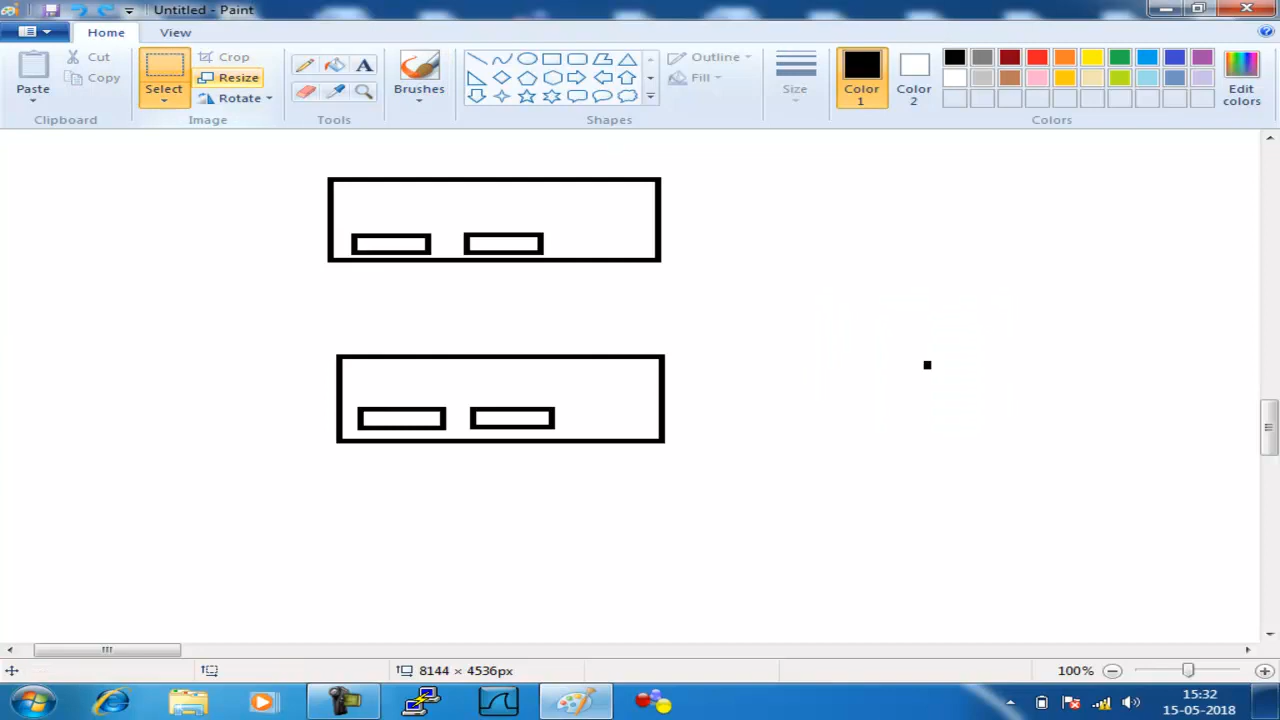 Untitled - Paint
Home View
Cut
Copy
Paste
Clipboard
Select
Crop
Resize
Rotate
Image
A
Tools
Brushes
Shapes
Outline
Fill
Size
Color 1
Color 2
Edit colors
Colors
8144 × 4536px
100%
15:32
15-05-2018